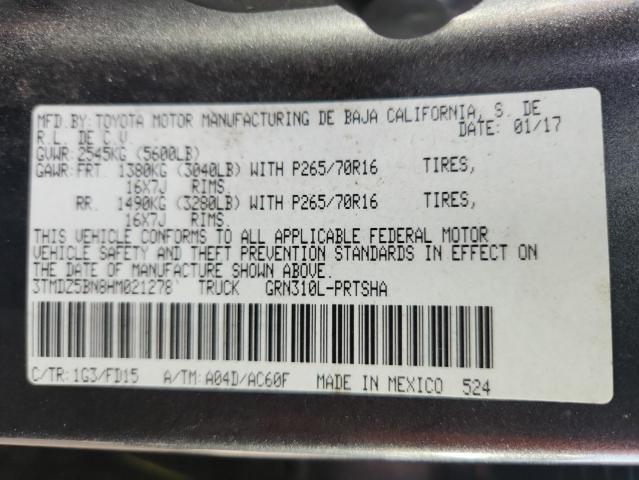 MFD.BY:TOYOTA MOTOR MANUFACTURING DE BAJA CALIFORNIA, S. DE
R.L. DE C.V. DATE: 01/17
GVWR:2545KG (5600LB)
GAWR:FRT. 1380KG (3040LB) WITH P265/70R16 TIRES,
16X7J RIMS.
RR. 1490KG (3280LB) WITH P265/70R16 TIRES,
16X7J RIMS.
THIS VEHICLE CONFORMS TO ALL APPLICABLE FEDERAL MOTOR
VEHICLE SAFETY AND THEFT PREVENTION STANDARDS IN EFFECT ON
THE DATE OF MANUFACTURE SHOWN ABOVE.
3TMDZ5BN8HM021278 TRUCK GRN310L-PRTSHA
C/TR:1G3/FD15 A/TM:A04D/AC60F MADE IN MEXICO 524